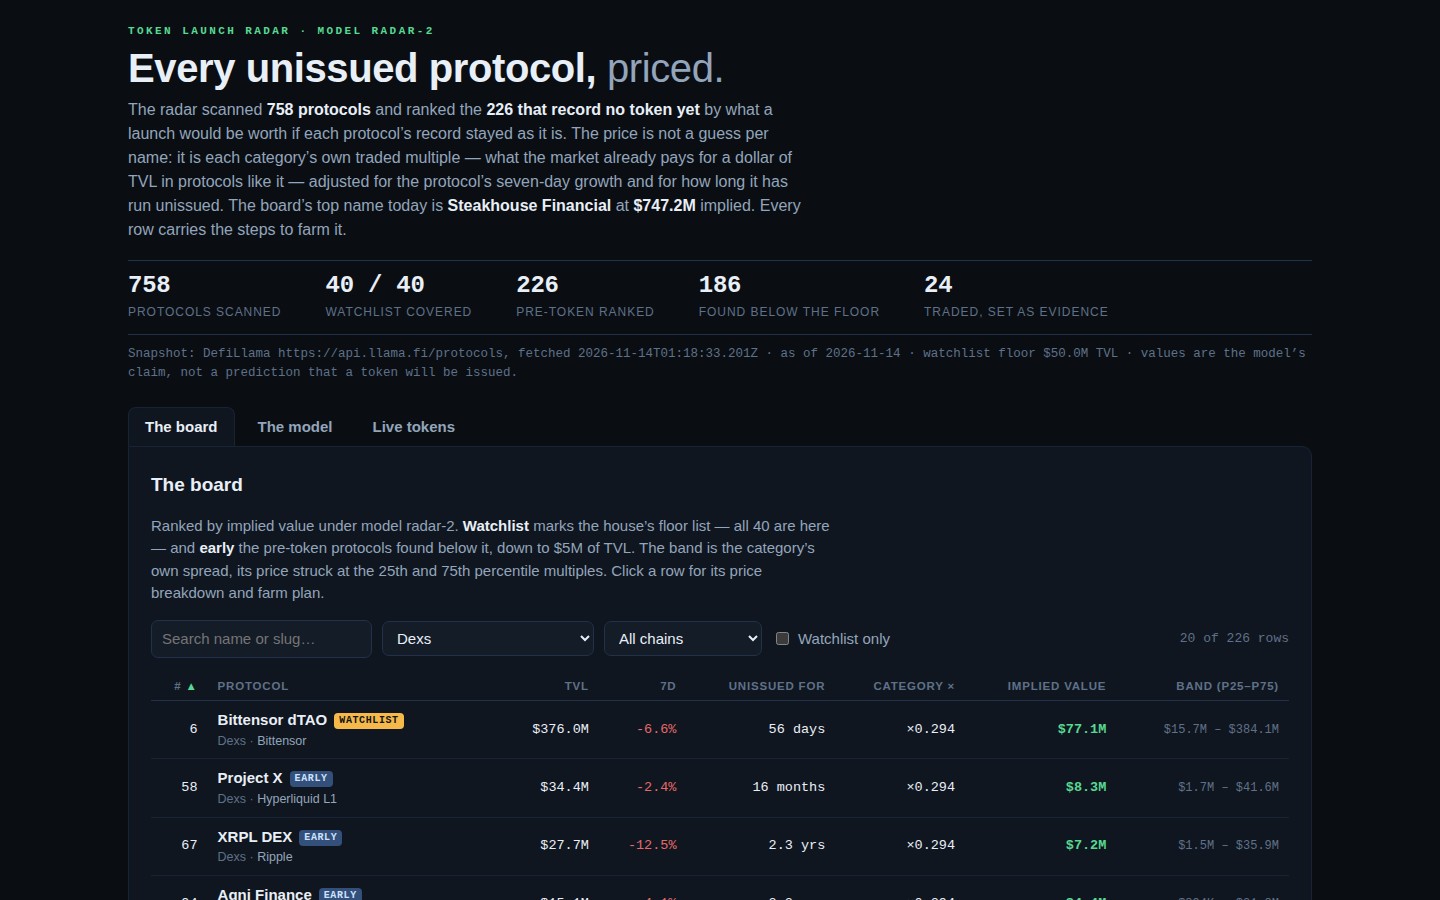 TOKEN LAUNCH RADAR · MODEL RADAR-2
Every unissued protocol, priced.
The radar scanned 758 protocols and ranked the 226 that record no token yet by what a
launch would be worth if each protocol’s record stayed as it is. The price is not a guess per
name: it is each category’s own traded multiple — what the market already pays for a dollar of
TVL in protocols like it — adjusted for the protocol’s seven-day growth and for how long it has
run unissued. The board’s top name today is Steakhouse Financial at $747.2M implied. Every
row carries the steps to farm it.
758 40 / 40 226 186 24
PROTOCOLS SCANNED WATCHLIST COVERED PRE-TOKEN RANKED FOUND BELOW THE FLOOR TRADED, SET AS EVIDENCE
Snapshot: DefiLlama https://api.llama.fi/protocols, fetched 2026-11-14T01:18:33.201Z · as of 2026-11-14 · watchlist floor $50.0M TVL · values are the model’s
claim, not a prediction that a token will be issued.
The board The model Live tokens
The board
Ranked by implied value under model radar-2. Watchlist marks the house’s floor list — all 40 are here
— and early the pre-token protocols found below it, down to $5M of TVL. The band is the category’s
own spread, its price struck at the 25th and 75th percentile multiples. Click a row for its price
breakdown and farm plan.
Search name or slug… Dexs All chains Watchlist only 20 of 226 rows
# ▲ PROTOCOL TVL 7D UNISSUED FOR CATEGORY × IMPLIED VALUE BAND (P25–P75)
6 Bittensor dTAO WATCHLIST $376.0M -6.6% 56 days ×0.294 $77.1M $15.7M – $384.1M
Dexs · Bittensor
58 Project X EARLY $34.4M -2.4% 16 months ×0.294 $8.3M $1.7M – $41.6M
Dexs · Hyperliquid L1
67 XRPL DEX EARLY $27.7M -12.5% 2.3 yrs ×0.294 $7.2M $1.5M – $35.9M
Dexs · Ripple
Agni Finance EARLY